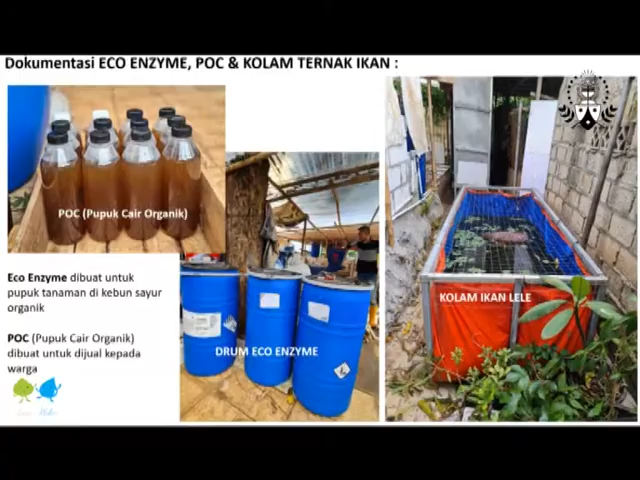 Dokumentasi ECO ENZYME, POC & KOLAM TERNAK IKAN :
POC (Pupuk Cair Organik)
Eco Enzyme dibuat untuk
pupuk tanaman di kebun sayur
organik
POC (Pupuk Cair Organik)
dibuat untuk dijual kepada
warga
DRUM ECO ENZYME
KOLAM IKAN LELE